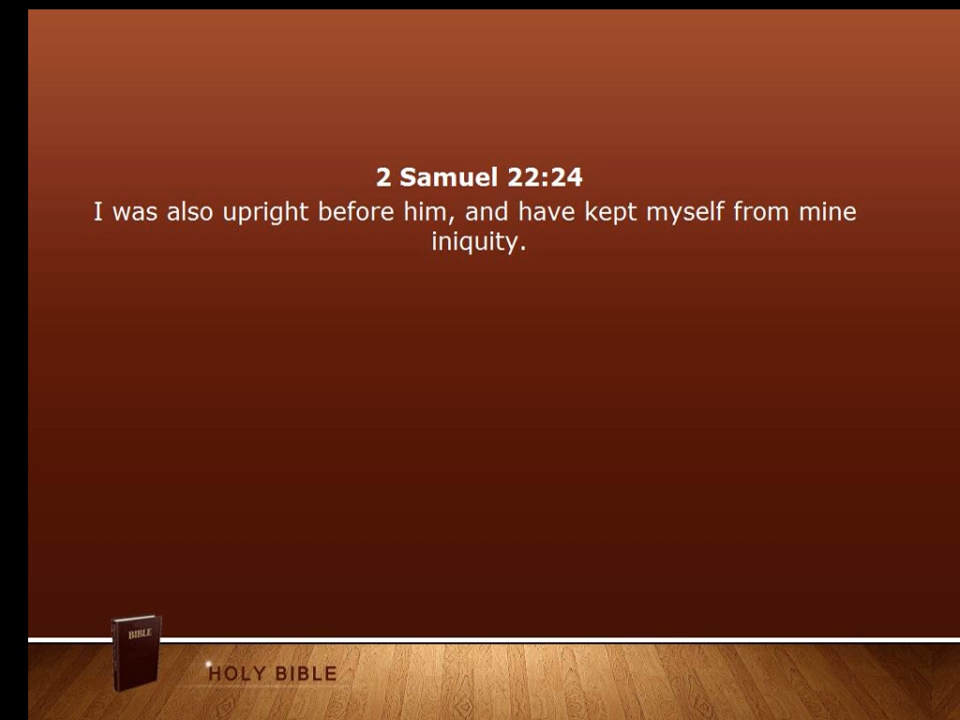 2 Samuel 22:24
I was also upright before him, and have kept myself from mine
iniquity.
BIBLE
HOLY BIBLE